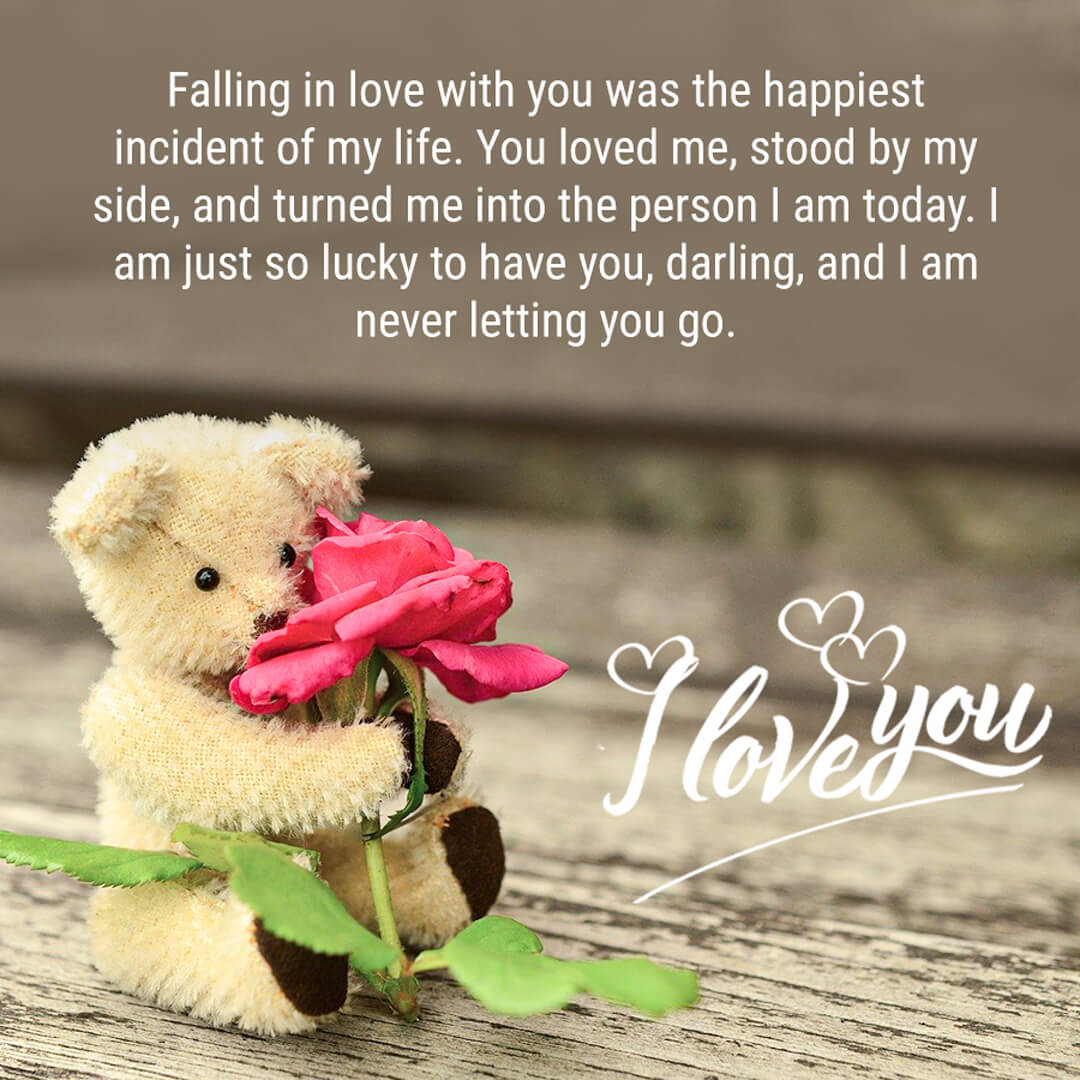 Falling in love with you was the happiest
incident of my life. You loved me, stood by my
side, and turned me into the person I am today. I
am just so lucky to have you, darling, and I am
never letting you go.
I love you